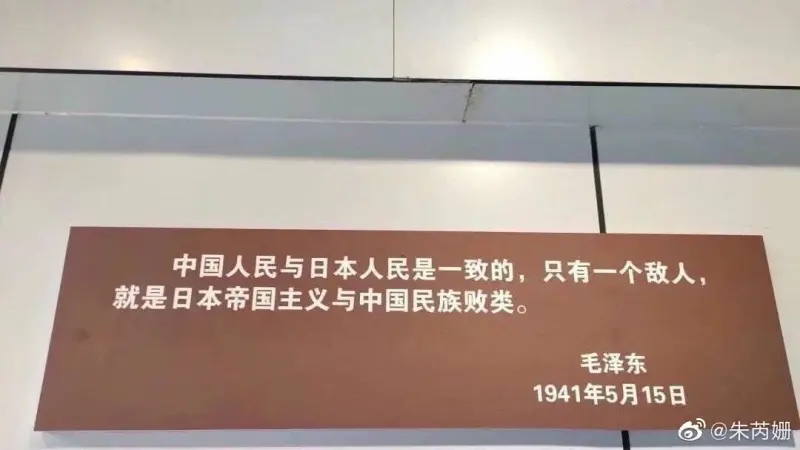 中国人民与日本人民是一致的，只有一个敌人，
就是日本帝国主义与中国民族败类。
毛泽东
1941年5月15日
@朱芮姗